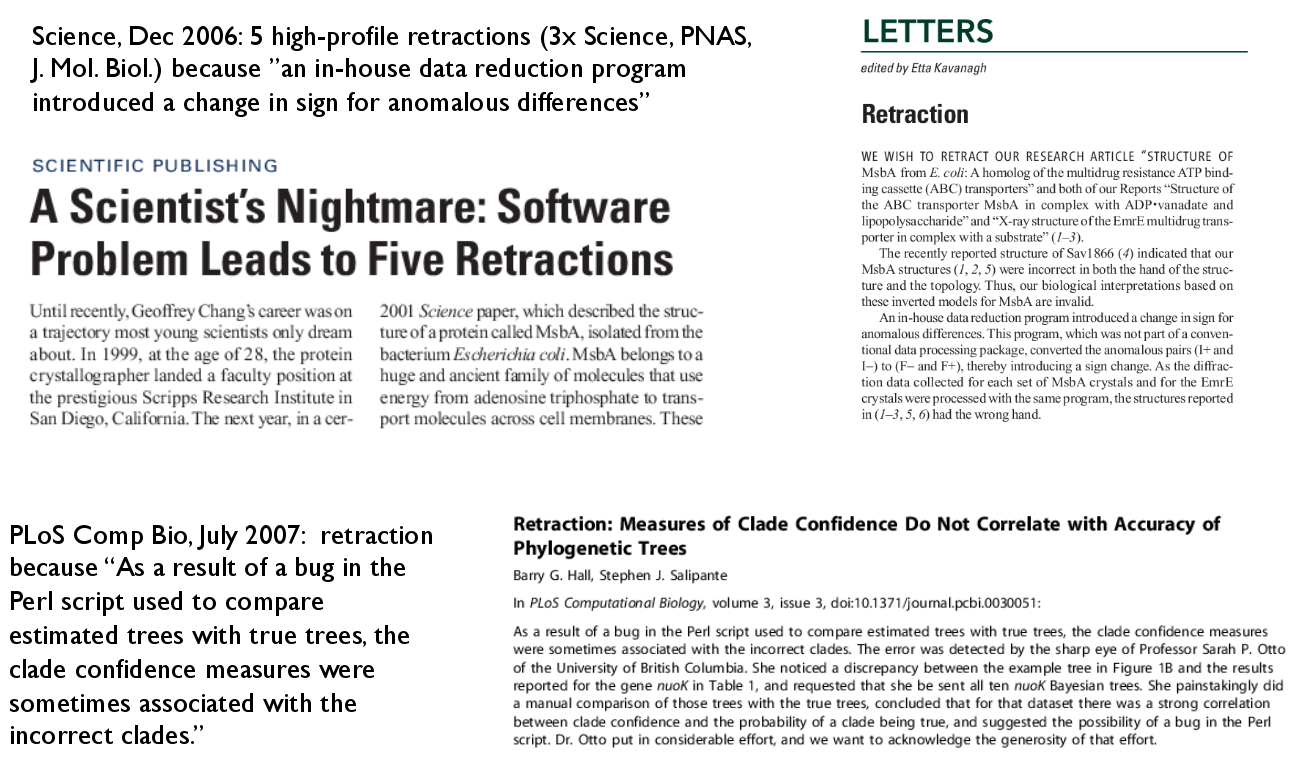 Science, Dec 2006: 5 high-profile retractions (3x Science, PNAS,
J. Mol. Biol.) because ”an in-house data reduction program
introduced a change in sign for anomalous differences”
SCIENTIFIC PUBLISHING
A Scientist’s Nightmare: Software
Problem Leads to Five Retractions
Until recently, Geoffrey Chang’s career was on
a trajectory most young scientists only dream
about. In 1999, at the age of 28, the protein
crystallographer landed a faculty position at
the prestigious Scripps Research Institute in
San Diego, California. The next year, in a cer-
2001 Science paper, which described the struc-
ture of a protein called MsbA, isolated from the
bacterium Escherichia coli. MsbA belongs to a
huge and ancient family of molecules that use
energy from adenosine triphosphate to trans-
port molecules across cell membranes. These
LETTERS
edited by Etta Kavanagh
Retraction
WE WISH TO RETRACT OUR RESEARCH ARTICLE “STRUCTURE OF
MsbA from E. coli: A homolog of the multidrug resistance ATP bind-
ing cassette (ABC) transporters” and both of our Reports “Structure of
the ABC transporter MsbA in complex with ADP•vanadate and
lipopolysaccharide” and “X-ray structure of the EmrE multidrug trans-
porter in complex with a substrate” (1–3).
The recently reported structure of Sav1866 (4) indicated that our
MsbA structures (1, 2, 5) were incorrect in both the hand of the struc-
ture and the topology. Thus, our biological interpretations based on
these inverted models for MsbA are invalid.
An in-house data reduction program introduced a change in sign for
anomalous differences. This program, which was not part of a conven-
tional data processing package, converted the anomalous pairs (I+ and
I–) to (F– and F+), thereby introducing a sign change. As the diffrac-
tion data collected for each set of MsbA crystals and for the EmrE
crystals were processed with the same program, the structures reported
in (1–3, 5, 6) had the wrong hand.
PLoS Comp Bio, July 2007: retraction
because “As a result of a bug in the
Perl script used to compare
estimated trees with true trees, the
clade confidence measures were
sometimes associated with the
incorrect clades.”
Retraction: Measures of Clade Confidence Do Not Correlate with Accuracy of
Phylogenetic Trees
Barry G. Hall, Stephen J. Salipante
In PLoS Computational Biology, volume 3, issue 3, doi:10.1371/journal.pcbi.0030051:
As a result of a bug in the Perl script used to compare estimated trees with true trees, the clade confidence measures
were sometimes associated with the incorrect clades. The error was detected by the sharp eye of Professor Sarah P. Otto
of the University of British Columbia. She noticed a discrepancy between the example tree in Figure 1B and the results
reported for the gene nuoK in Table 1, and requested that she be sent all ten nuoK Bayesian trees. She painstakingly did
a manual comparison of those trees with the true trees, concluded that for that dataset there was a strong correlation
between clade confidence and the probability of a clade being true, and suggested the possibility of a bug in the Perl
script. Dr. Otto put in considerable effort, and we want to acknowledge the generosity of that effort.